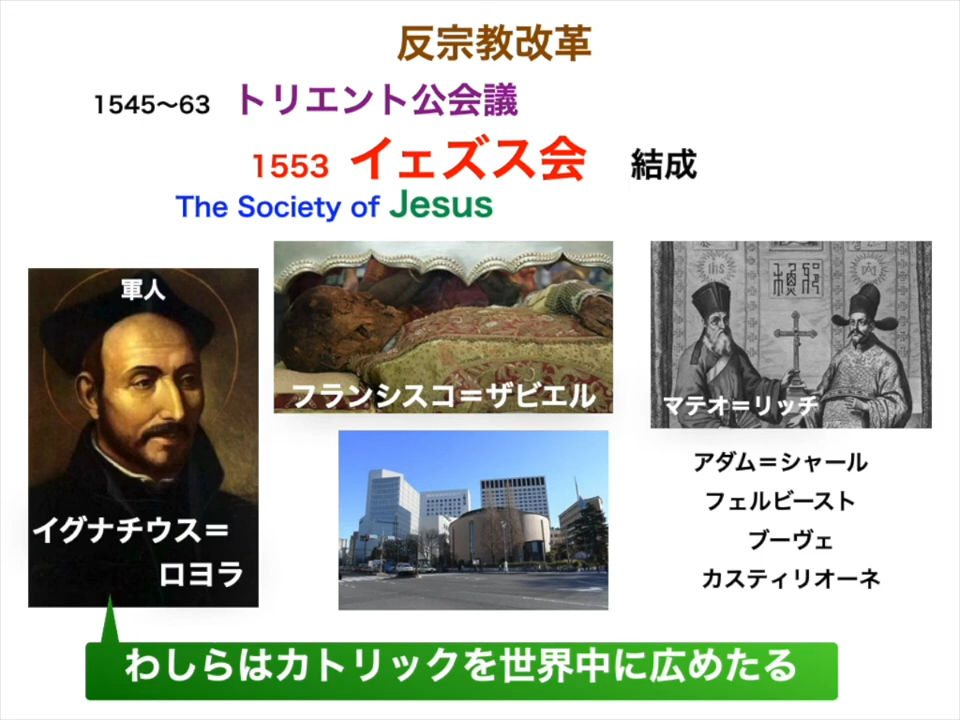 反宗教改革
1545〜63 トリエント公会議
1553 イェズス会 結成
The Society of Jesus
軍人
イグナチウス＝
ロヨラ
フランシスコ＝ザビエル
IHS
マテオ＝リッチ
アダム＝シャール
フェルビースト
ブーヴェ
カスティリオーネ
わしらはカトリックを世界中に広めたる